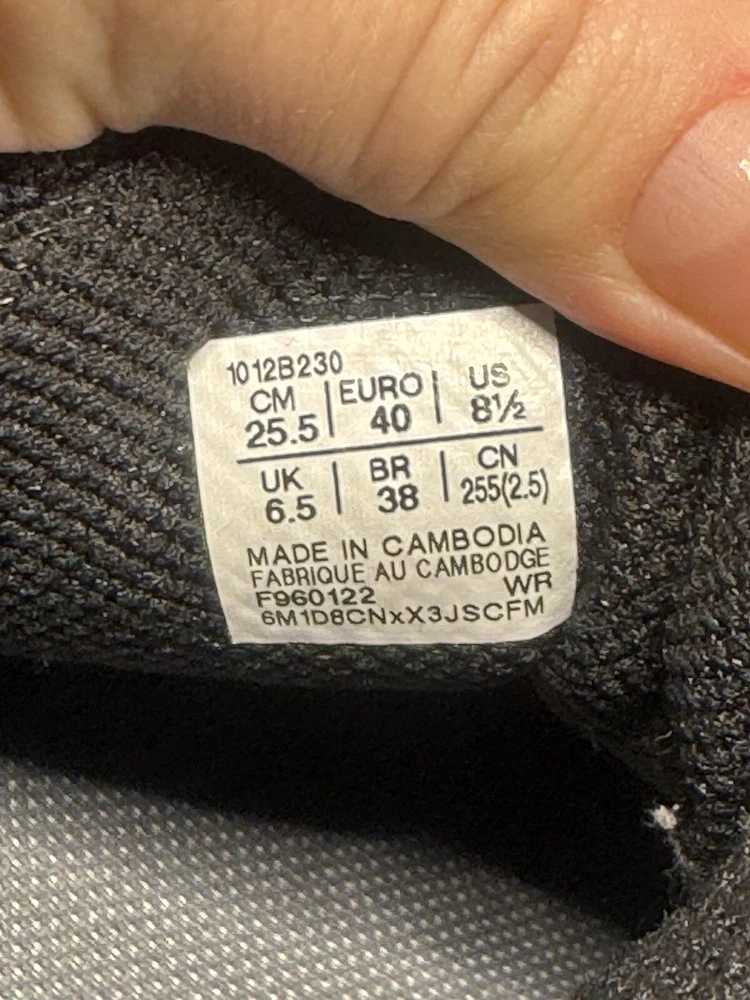 1012B230
CM | EURO | US
25.5 | 40 | 8½
UK | BR | CN
6.5 | 38 | 255(2.5)
MADE IN CAMBODIA
FABRIQUE AU CAMBODGE
F960122 WR
6M1D8CNxX3JSCFM